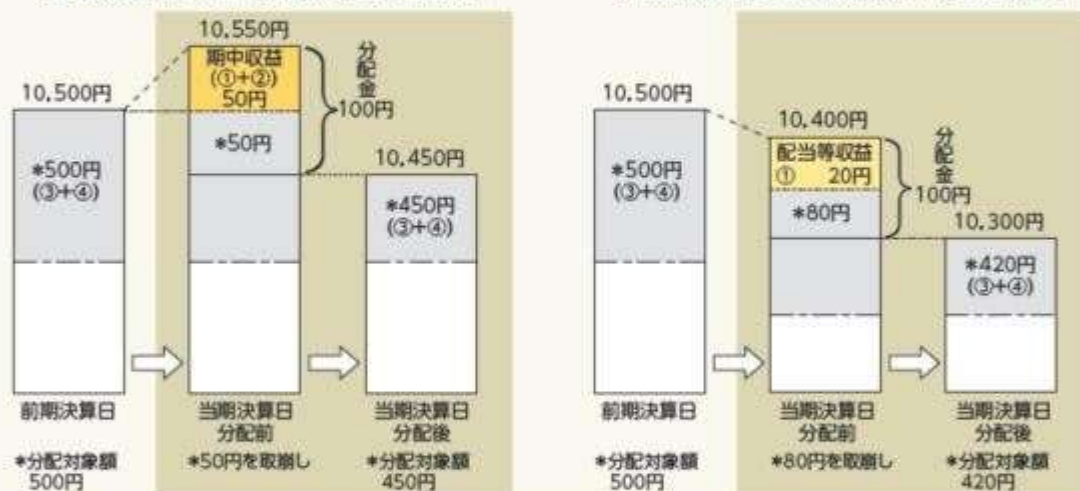 10,550円
期中収益
(①+②)
50円
分配金
100円
10,500円
*500円
(③+④)
*50円
10,450円
*450円
(③+④)
前期決算日
当期決算日
分配前
当期決算日
分配後
*分配対象額
500円
*50円を取崩し
*分配対象額
450円
10,500円
*500円
(③+④)
10,400円
配当等収益
① 20円
分配金
100円
*80円
10,300円
*420円
(③+④)
前期決算日
当期決算日
分配前
当期決算日
分配後
*分配対象額
500円
*80円を取崩し
*分配対象額
420円